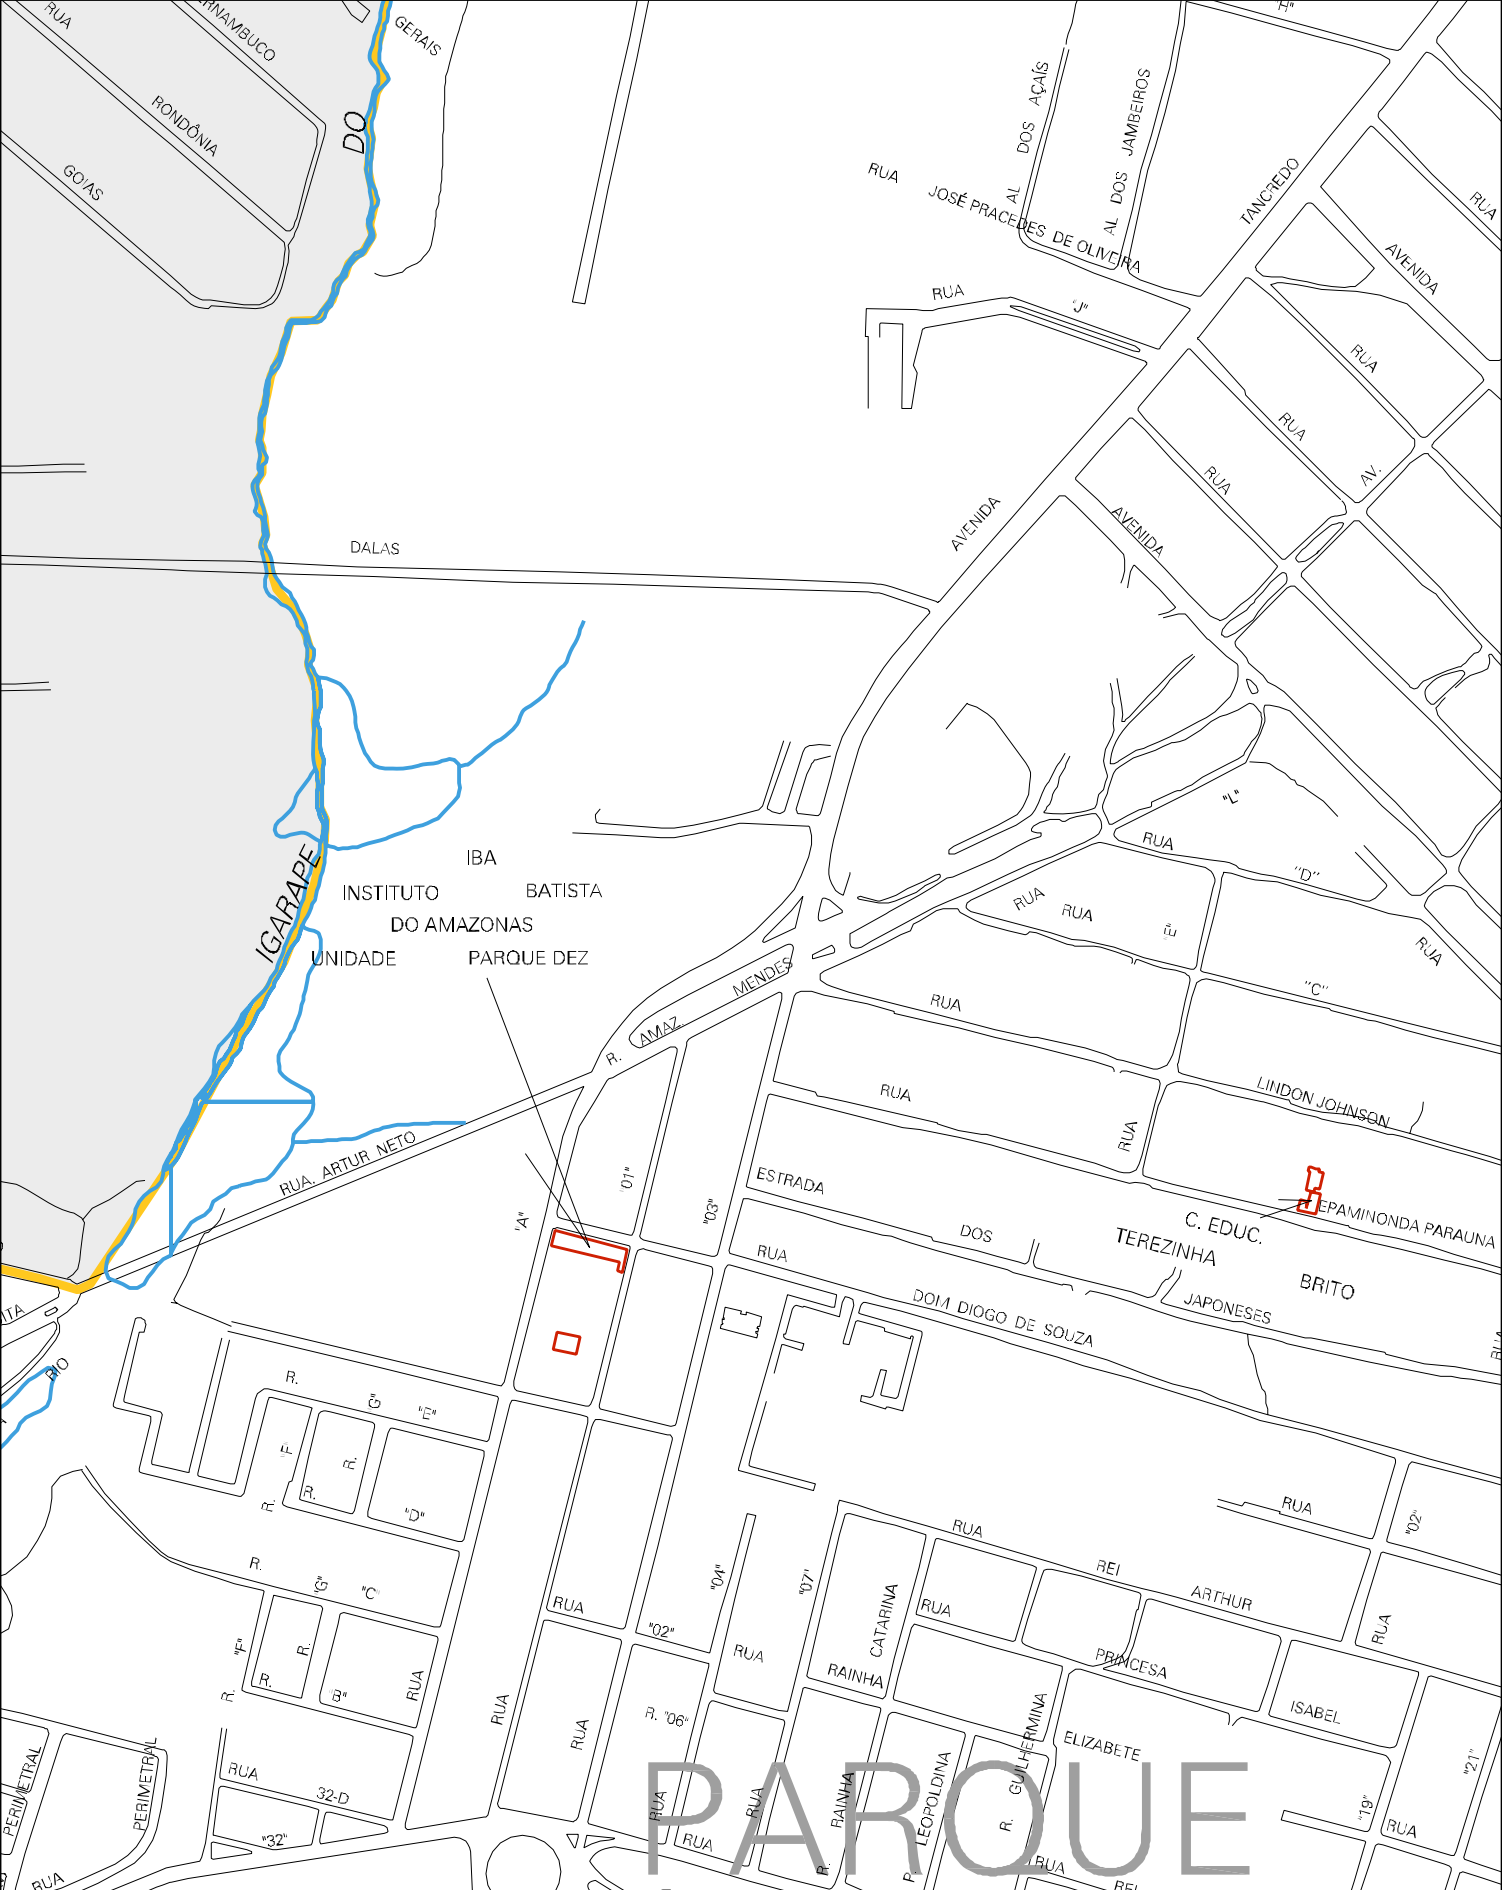 RUA
GERAIS
"H"
RONDÔNIA
GOIAS
DO
AL DOS AÇAÍS
AL DOS JAMBEIROS
RUA JOSÉ PRACEDES DE OLIVEIRA
TANCREDO
RUA
AVENIDA
RUA "J"
RUA
RUA
AV.
RUA
AVENIDA
AVENIDA
DALAS
"L"
RUA "D"
IGARAPE
IBA
INSTITUTO BATISTA
DO AMAZONAS
UNIDADE PARQUE DEZ
RUA
RUA
"E"
RUA
MENDES
AMAZ.
R.
RUA
"C"
LINDON JOHNSON
RUA
RUA
RUA. ARTUR NETO
"01"
"03"
"A"
ESTRADA DOS JAPONESES
EPAMINONDA PARAUNA
C. EDUC.
TEREZINHA
BRITO
RUA DOM DIOGO DE SOUZA
RIO
R. "E"
"G"
"F"
R.
R.
R.
"D"
R. "C"
"G"
RUA
"02"
RUA REI ARTHUR
"04"
"07"
CATARINA
RUA
RUA
"02"
RUA
RAINHA
PRINCESA
ISABEL
RUA
"F"
R.
R.
R.
"B"
RUA
RUA
RUA
R. "06"
GUILHERMINA
R.
ELIZABETE
PERIMETRAL
PERIMETRAL
RUA 32-D
"32"
RUA
PARQUE
RUA
RUA
RUA
RAINHA
R.
LEOPOLDINA
P.
RUA
"19"
"21"
RUA